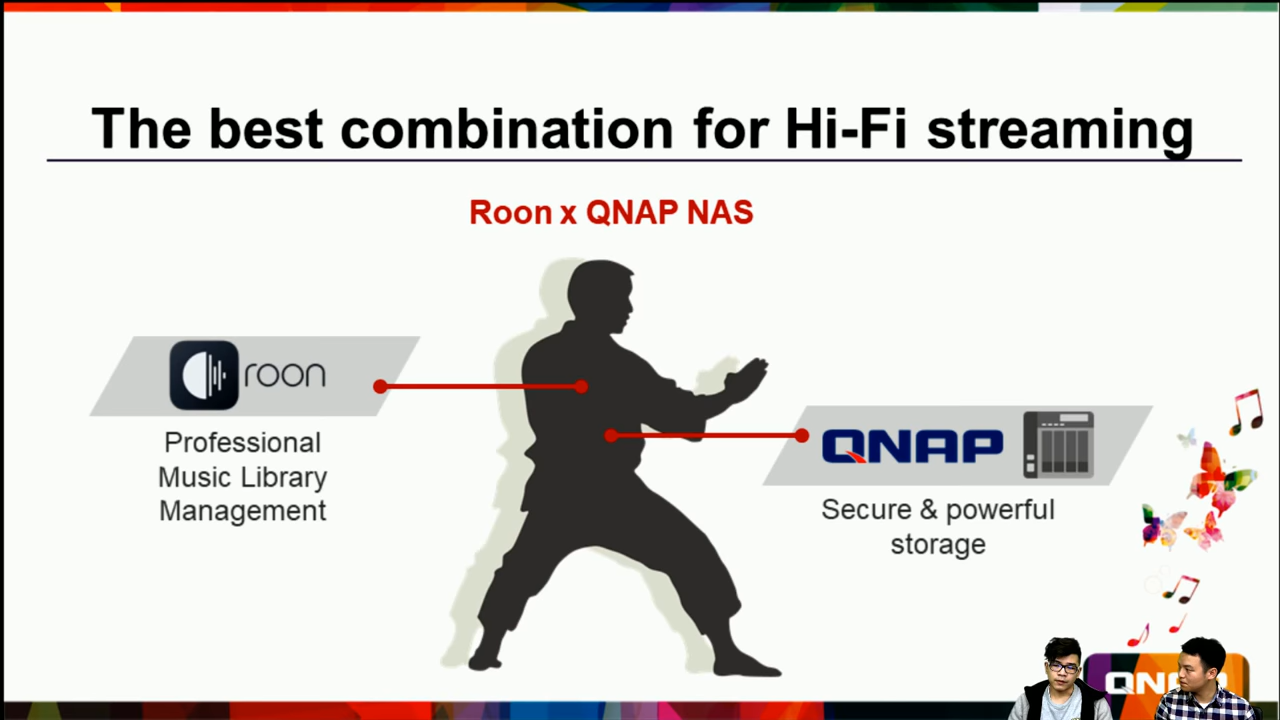 The best combination for Hi-Fi streaming
Roon x QNAP NAS
roon
Professional
Music Library
Management
QNAP
Secure & powerful
storage